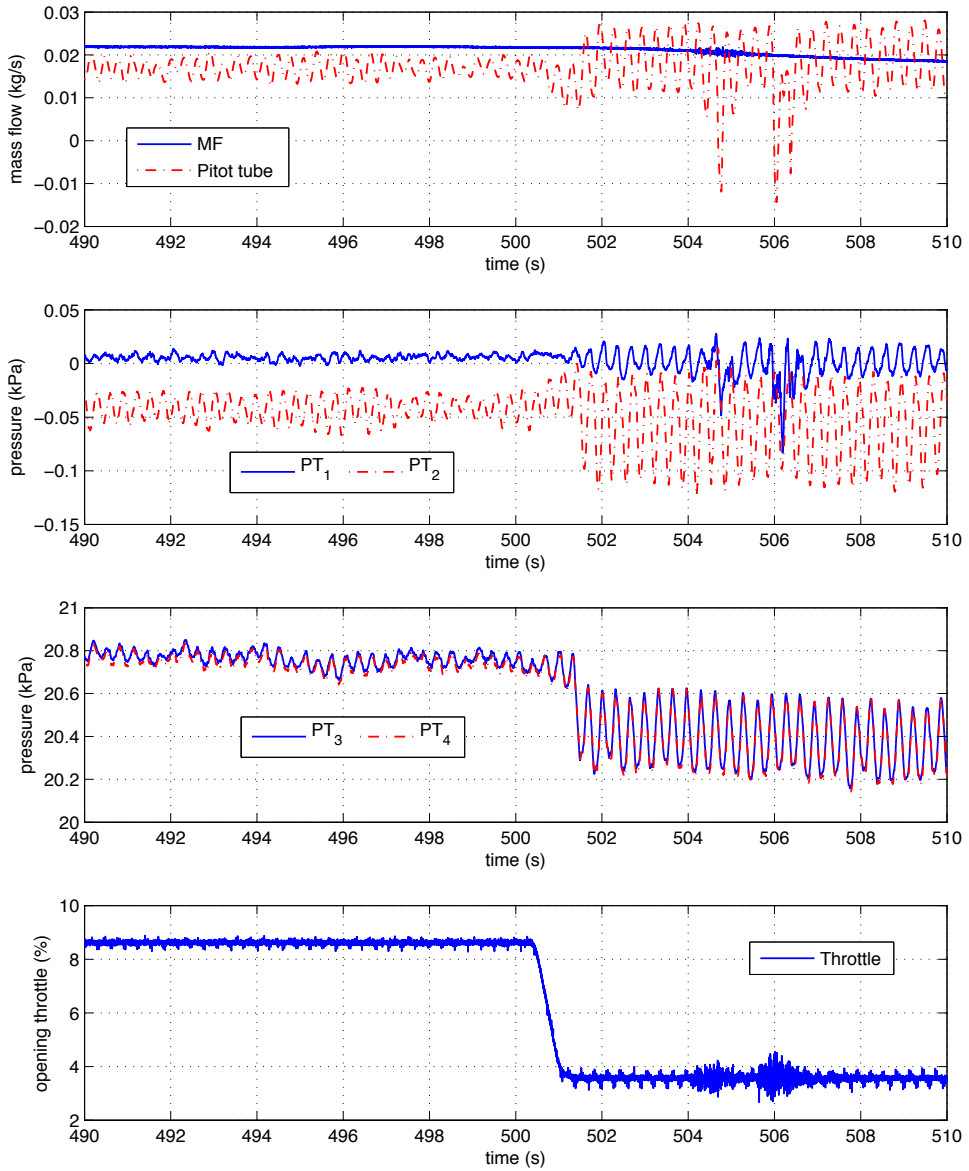 mass flow (kg/s)
0.03
0.02
0.01
0
−0.01
−0.02
MF
Pitot tube
490 492 494 496 498 500 502 504 506 508 510
time (s)
pressure (kPa)
0.05
0
−0.05
−0.1
−0.15
PT1 PT2
490 492 494 496 498 500 502 504 506 508 510
time (s)
pressure (kPa)
21
20.8
20.6
20.4
20.2
20
PT3 PT4
490 492 494 496 498 500 502 504 506 508 510
time (s)
opening throttle (%)
10
8
6
4
2
Throttle
490 492 494 496 498 500 502 504 506 508 510
time (s)